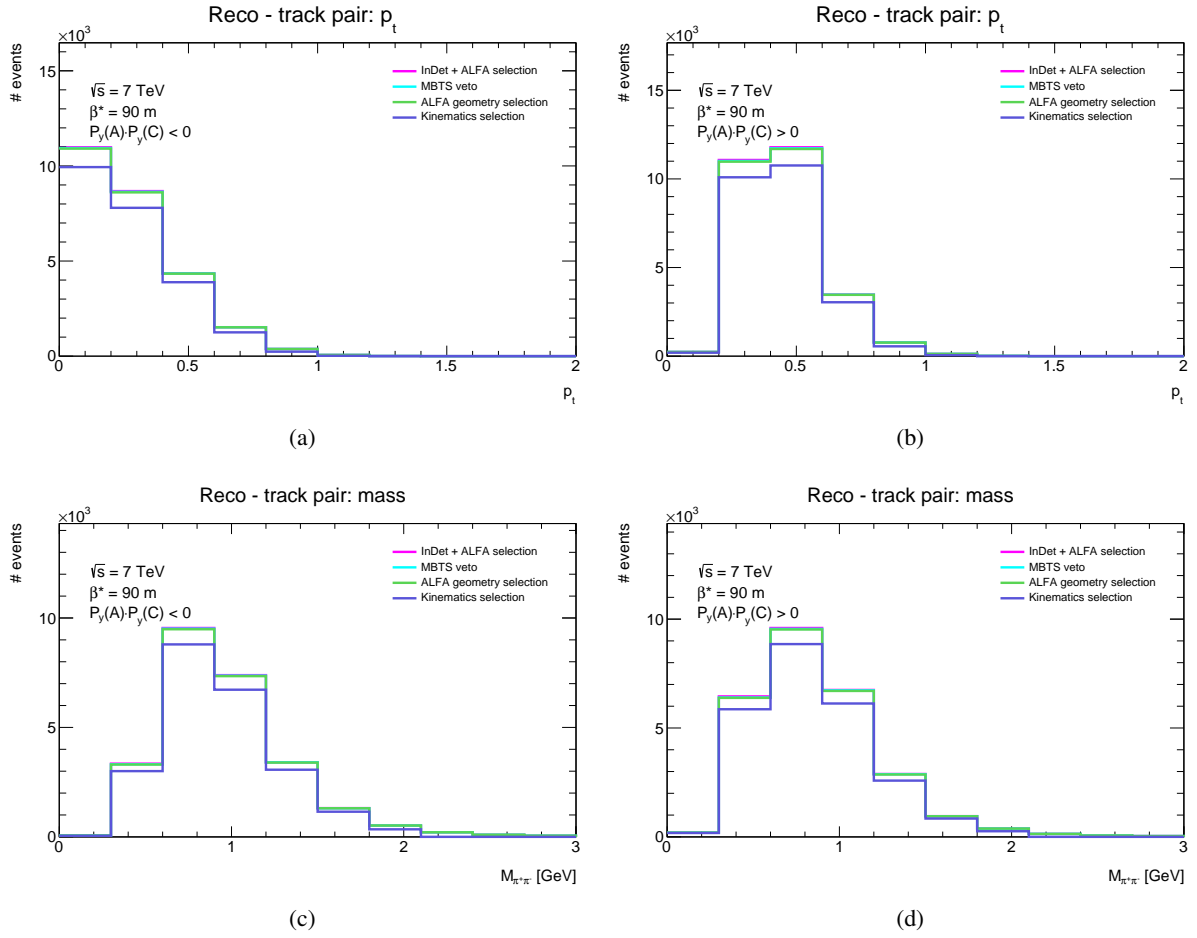 Reco - track pair: p_t
×10³
# events
15
10
5
0
√s = 7 TeV
β* = 90 m
P_y(A)·P_y(C) < 0
InDet + ALFA selection
MBTS veto
ALFA geometry selection
Kinematics selection
0 0.5 1 1.5 2
p_t
(a)
Reco - track pair: p_t
×10³
# events
15
10
5
0
√s = 7 TeV
β* = 90 m
P_y(A)·P_y(C) > 0
InDet + ALFA selection
MBTS veto
ALFA geometry selection
Kinematics selection
0 0.5 1 1.5 2
p_t
(b)
Reco - track pair: mass
×10³
# events
10
5
0
√s = 7 TeV
β* = 90 m
P_y(A)·P_y(C) < 0
InDet + ALFA selection
MBTS veto
ALFA geometry selection
Kinematics selection
0 1 2 3
M_π⁺π⁻ [GeV]
(c)
Reco - track pair: mass
×10³
# events
10
5
0
√s = 7 TeV
β* = 90 m
P_y(A)·P_y(C) > 0
InDet + ALFA selection
MBTS veto
ALFA geometry selection
Kinematics selection
0 1 2 3
M_π⁺π⁻ [GeV]
(d)